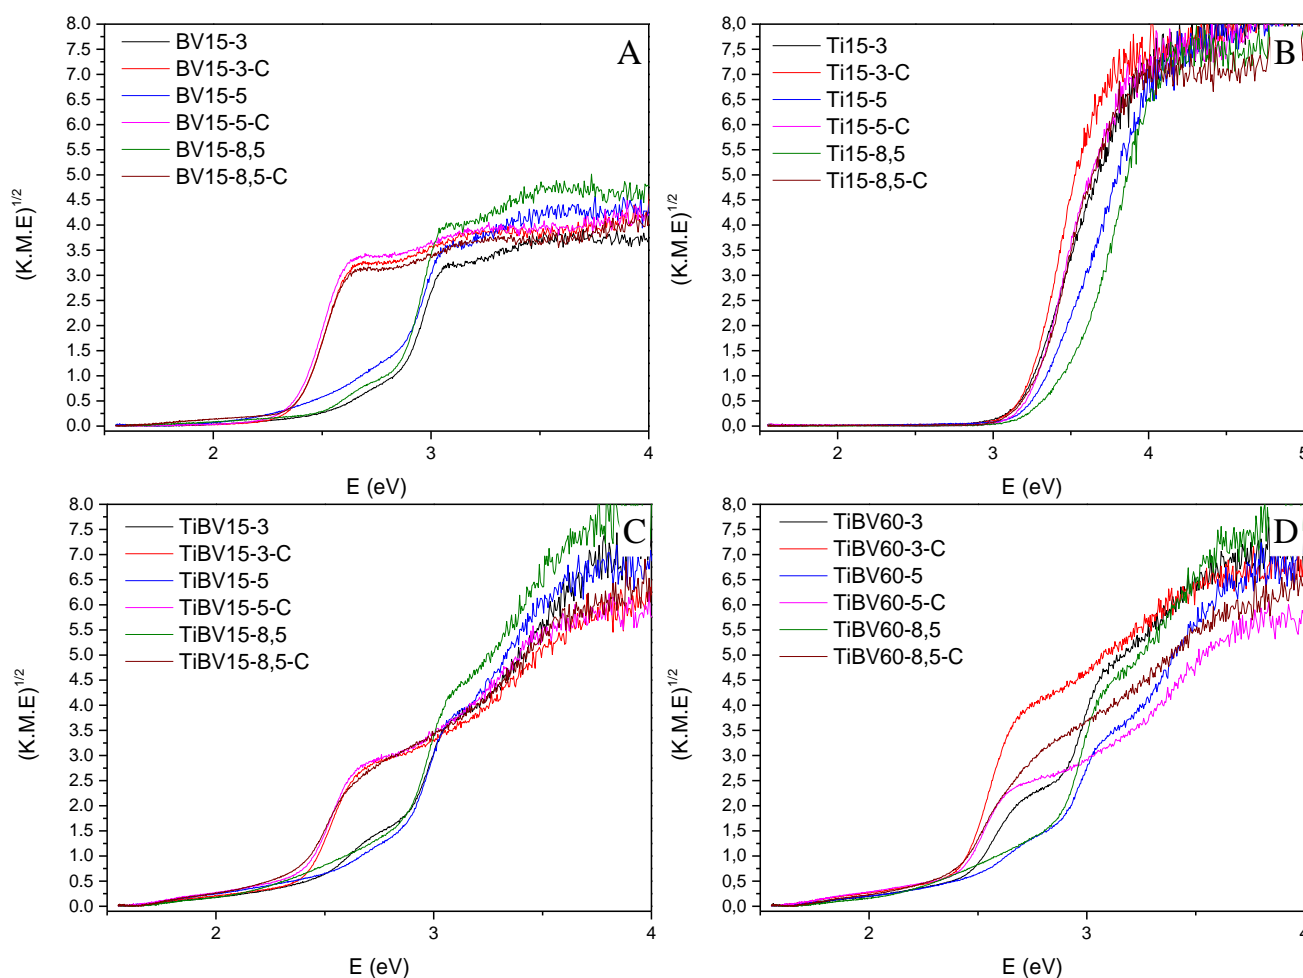 A
BV15-3
BV15-3-C
BV15-5
BV15-5-C
BV15-8,5
BV15-8,5-C
(K.M.E)^1/2
8.0
7.5
7.0
6.5
6.0
5.5
5.0
4.5
4.0
3.5
3.0
2.5
2.0
1.5
1.0
0.5
0.0
2 3 4
E (eV)
B
Ti15-3
Ti15-3-C
Ti15-5
Ti15-5-C
Ti15-8,5
Ti15-8,5-C
(K.M.E)^1/2
8,0
7,5
7,0
6,5
6,0
5,5
5,0
4,5
4,0
3,5
3,0
2,5
2,0
1,5
1,0
0,5
0,0
2 3 4 5
E (eV)
C
TiBV15-3
TiBV15-3-C
TiBV15-5
TiBV15-5-C
TiBV15-8,5
TiBV15-8,5-C
(K.M.E)^1/2
8.0
7.5
7.0
6.5
6.0
5.5
5.0
4.5
4.0
3.5
3.0
2.5
2.0
1.5
1.0
0.5
0.0
2 3 4
E (eV)
D
TiBV60-3
TiBV60-3-C
TiBV60-5
TiBV60-5-C
TiBV60-8,5
TiBV60-8,5-C
(K.M.E)^1/2
8,0
7,5
7,0
6,5
6,0
5,5
5,0
4,5
4,0
3,5
3,0
2,5
2,0
1,5
1,0
0,5
0,0
2 3 4
E (eV)